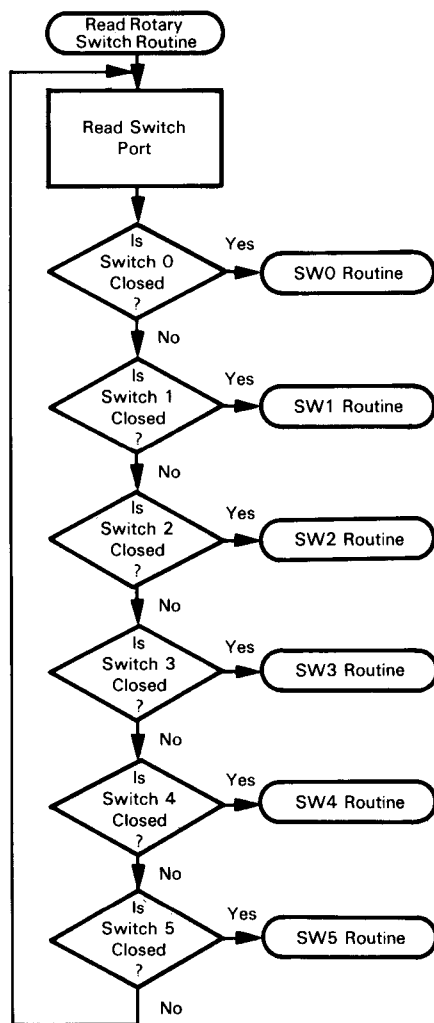 Read Rotary
Switch Routine
Read Switch
Port
Is
Switch 0
Closed
?
Yes
SW0 Routine
No
Is
Switch 1
Closed
?
Yes
SW1 Routine
No
Is
Switch 2
Closed
?
Yes
SW2 Routine
No
Is
Switch 3
Closed
?
Yes
SW3 Routine
No
Is
Switch 4
Closed
?
Yes
SW4 Routine
No
Is
Switch 5
Closed
?
Yes
SW5 Routine
No